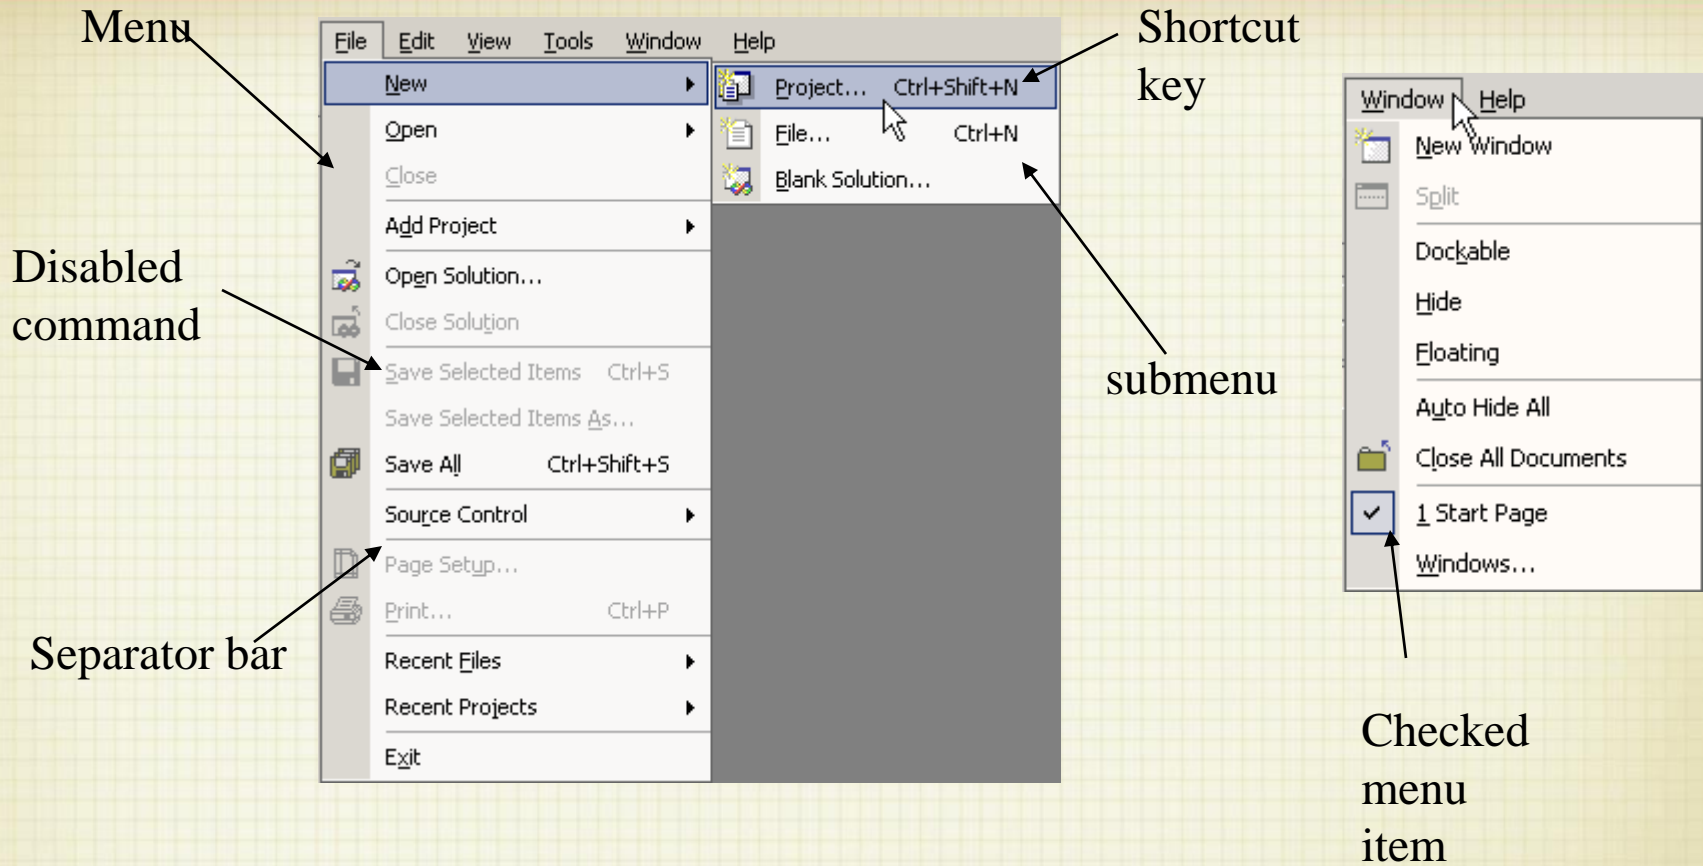 Menu
File Edit View Tools Window Help
New
Open
Close
Add Project
Open Solution...
Close Solution
Save Selected Items Ctrl+S
Save Selected Items As...
Save All Ctrl+Shift+S
Source Control
Page Setup...
Print... Ctrl+P
Recent Files
Recent Projects
Exit
Project... Ctrl+Shift+N
File... Ctrl+N
Blank Solution...
Shortcut
key
submenu
Disabled
command
Separator bar
Window Help
New Window
Split
Dockable
Hide
Floating
Auto Hide All
Close All Documents
1 Start Page
Windows...
Checked
menu
item